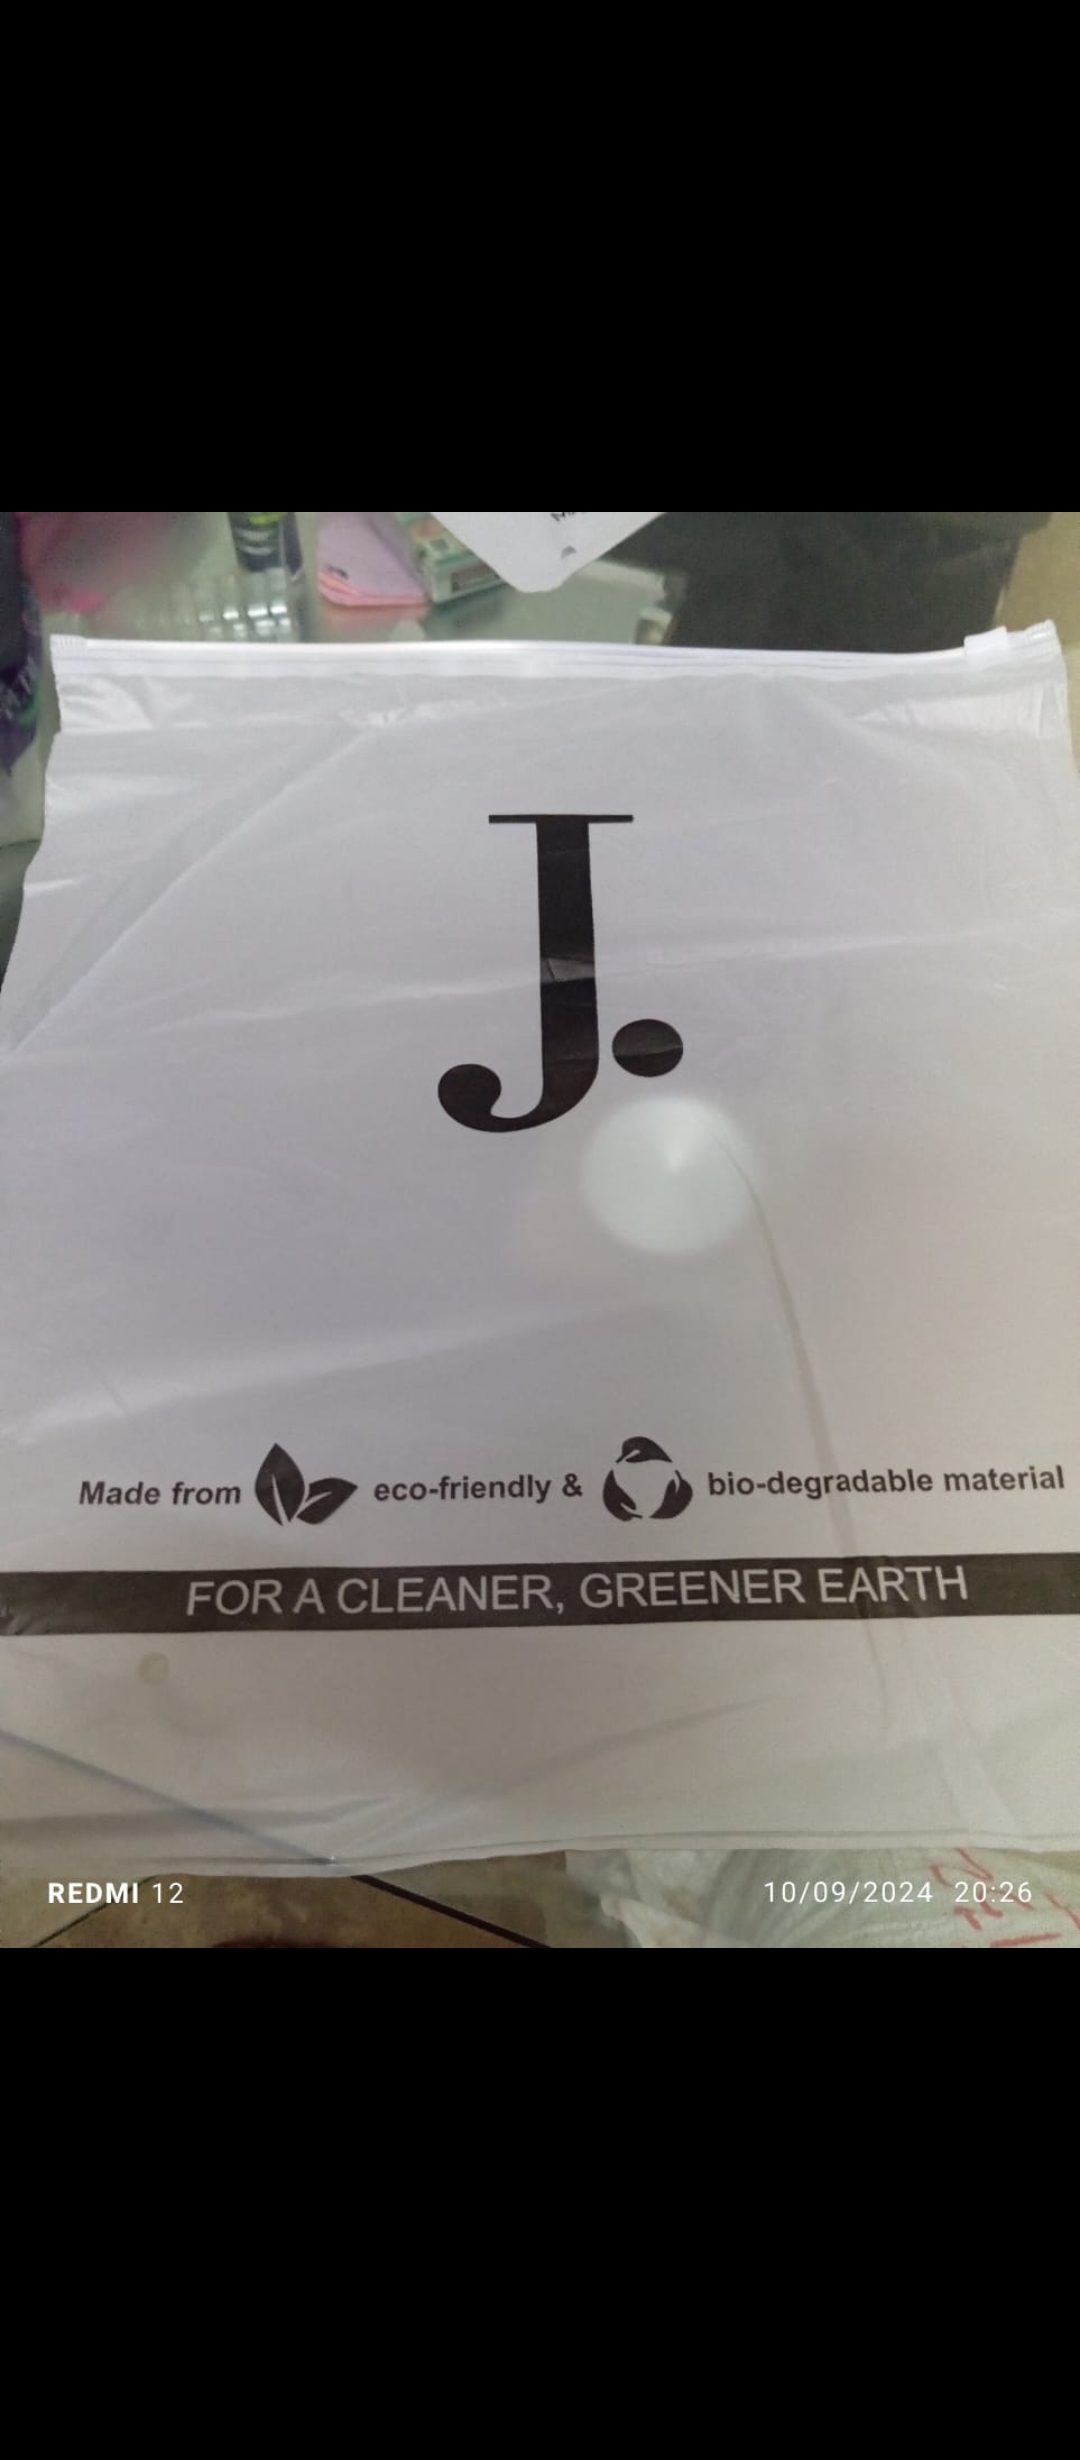 J.
Made from eco-friendly & bio-degradable material
FOR A CLEANER, GREENER EARTH
REDMI 12
10/09/2024 20:26